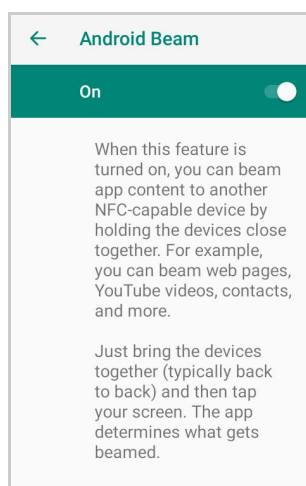 Android Beam
On
When this feature is
turned on, you can beam
app content to another
NFC-capable device by
holding the devices close
together. For example,
you can beam web pages,
YouTube videos, contacts,
and more.
Just bring the devices
together (typically back
to back) and then tap
your screen. The app
determines what gets
beamed.